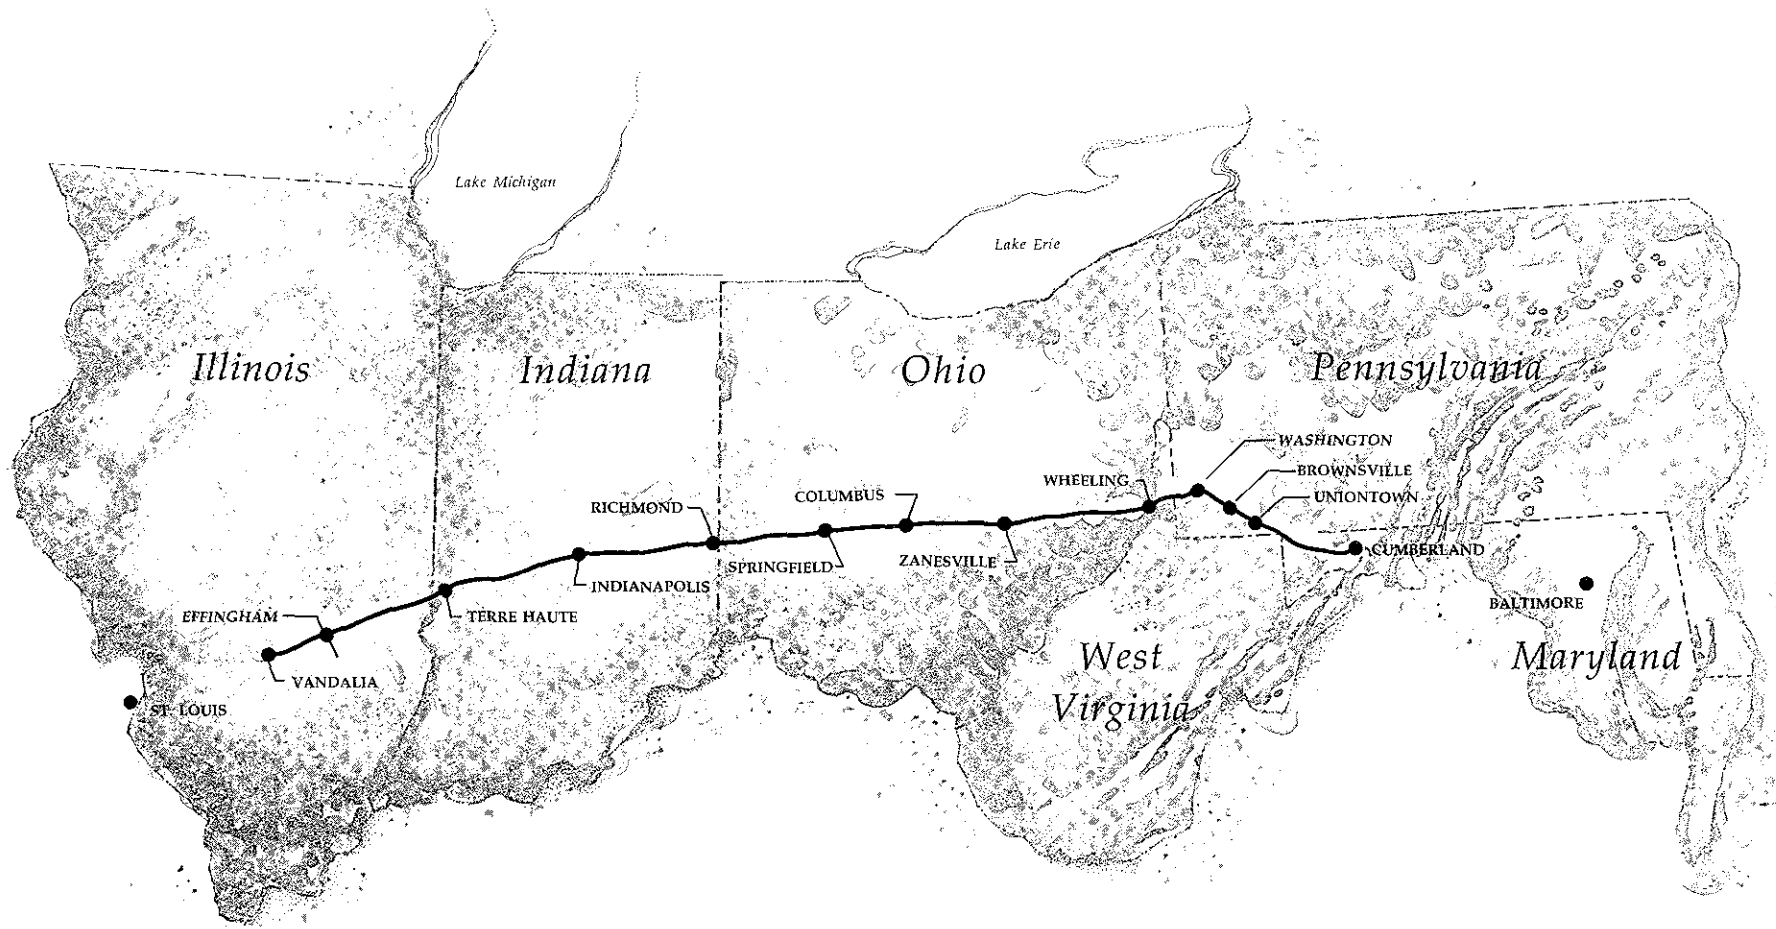 Lake Michigan
Lake Erie
Illinois
Indiana
Ohio
Pennsylvania
WASHINGTON
BROWNSVILLE
WHEELING
COLUMBUS
UNIONTOWN
RICHMOND
CUMBERLAND
ZANESVILLE
SPRINGFIELD
INDIANAPOLIS
BALTIMORE
EFFINGHAM
TERRE HAUTE
West
Virginia
Maryland
VANDALIA
ST. LOUIS